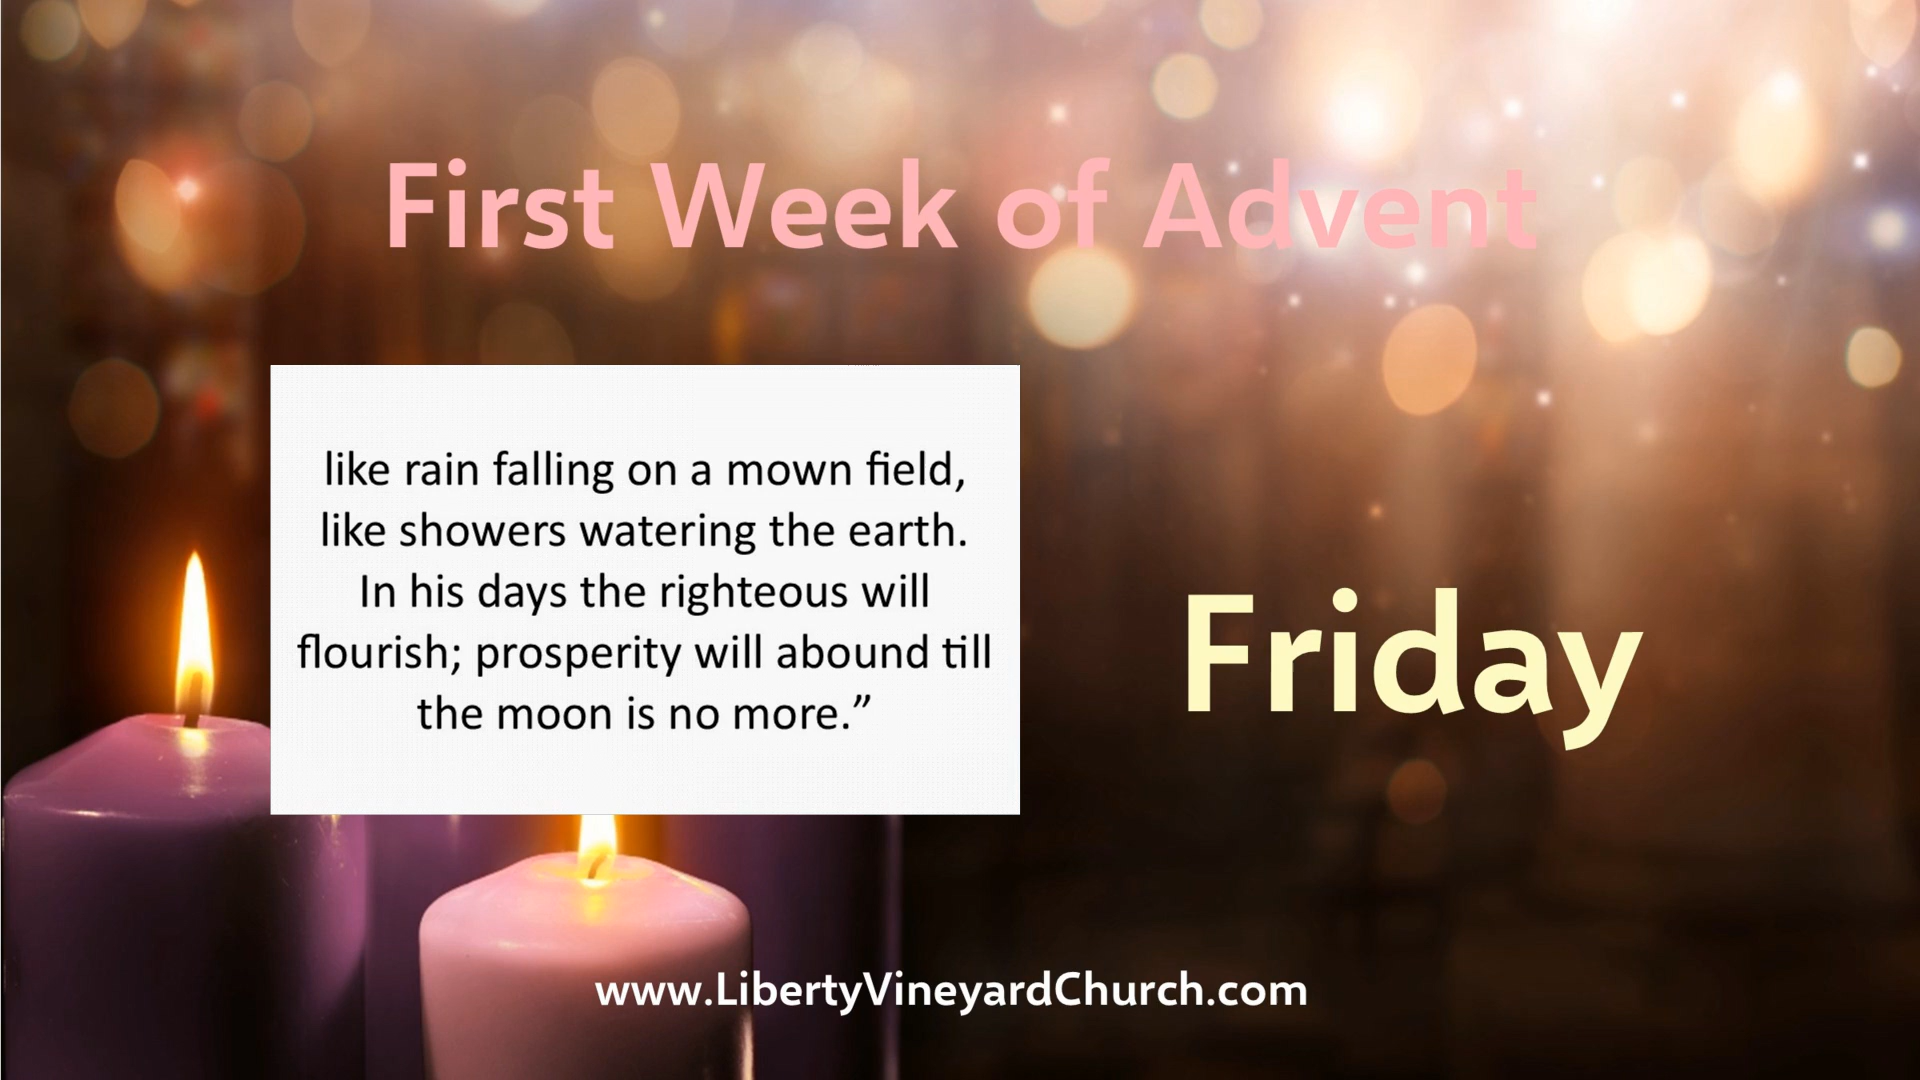 First Week of Advent
like rain falling on a mown field,
like showers watering the earth.
In his days the righteous will
flourish; prosperity will abound till
the moon is no more.”
Friday
www.LibertyVineyardChurch.com